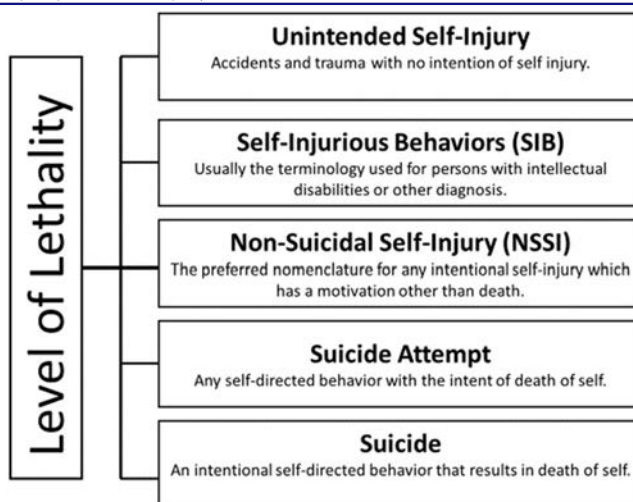 Level of Lethality
Unintended Self-Injury
Accidents and trauma with no intention of self injury.
Self-Injurious Behaviors (SIB)
Usually the terminology used for persons with intellectual
disabilities or other diagnosis.
Non-Suicidal Self-Injury (NSSI)
The preferred nomenclature for any intentional self-injury which
has a motivation other than death.
Suicide Attempt
Any self-directed behavior with the intent of death of self.
Suicide
An intentional self-directed behavior that results in death of self.